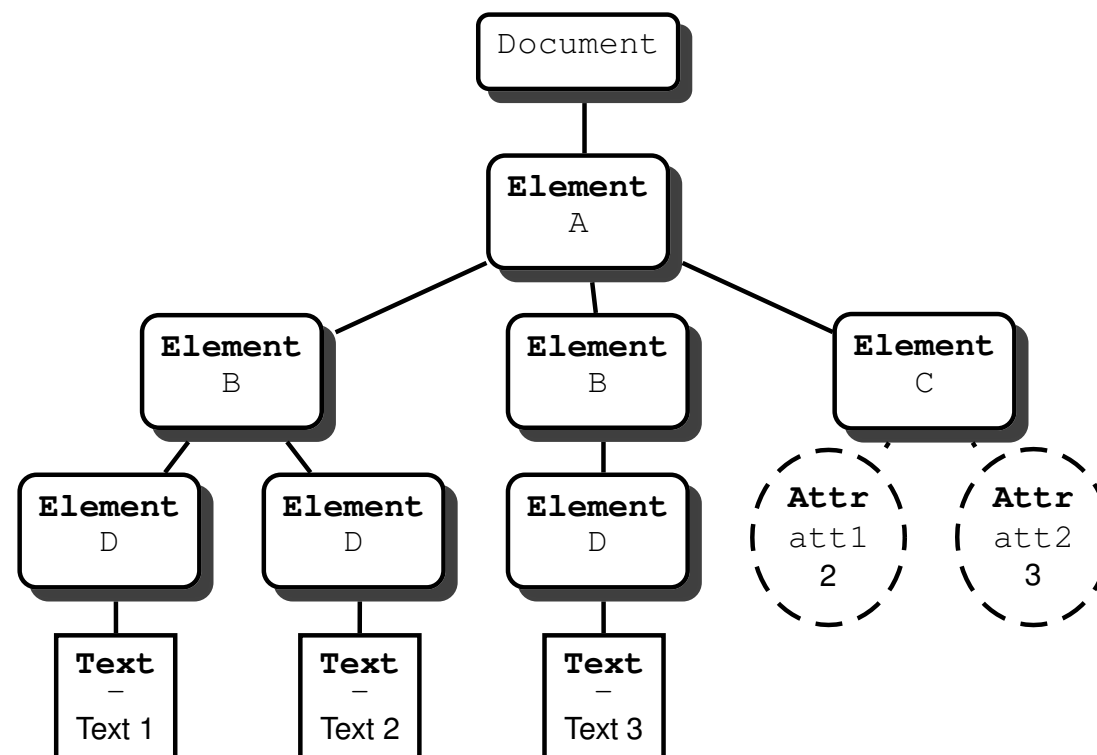 Document
Element
A
Element
B
Element
B
Element
C
Element
D
Element
D
Element
D
Attr
att1
2
Attr
att2
3
Text
–
Text 1
Text
–
Text 2
Text
–
Text 3